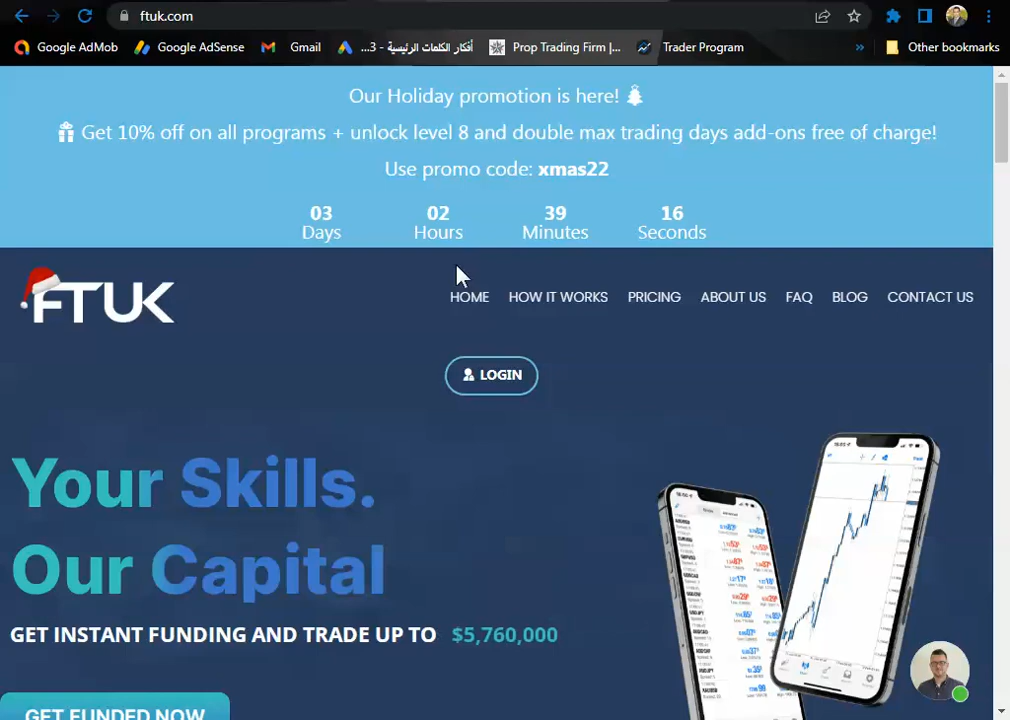 ftuk.com
Google AdMob
Google AdSense
Gmail
أفكار الكلمات الرئيسية - 3...
Prop Trading Firm |...
Trader Program
»
Other bookmarks
Our Holiday promotion is here!
Get 10% off on all programs + unlock level 8 and double max trading days add-ons free of charge!
Use promo code: xmas22
03 02 39 16
Days Hours Minutes Seconds
FTUK
HOME HOW IT WORKS PRICING ABOUT US FAQ BLOG CONTACT US
LOGIN
Your Skills.
Our Capital
GET INSTANT FUNDING AND TRADE UP TO $5,760,000
GET FUNDED NOW